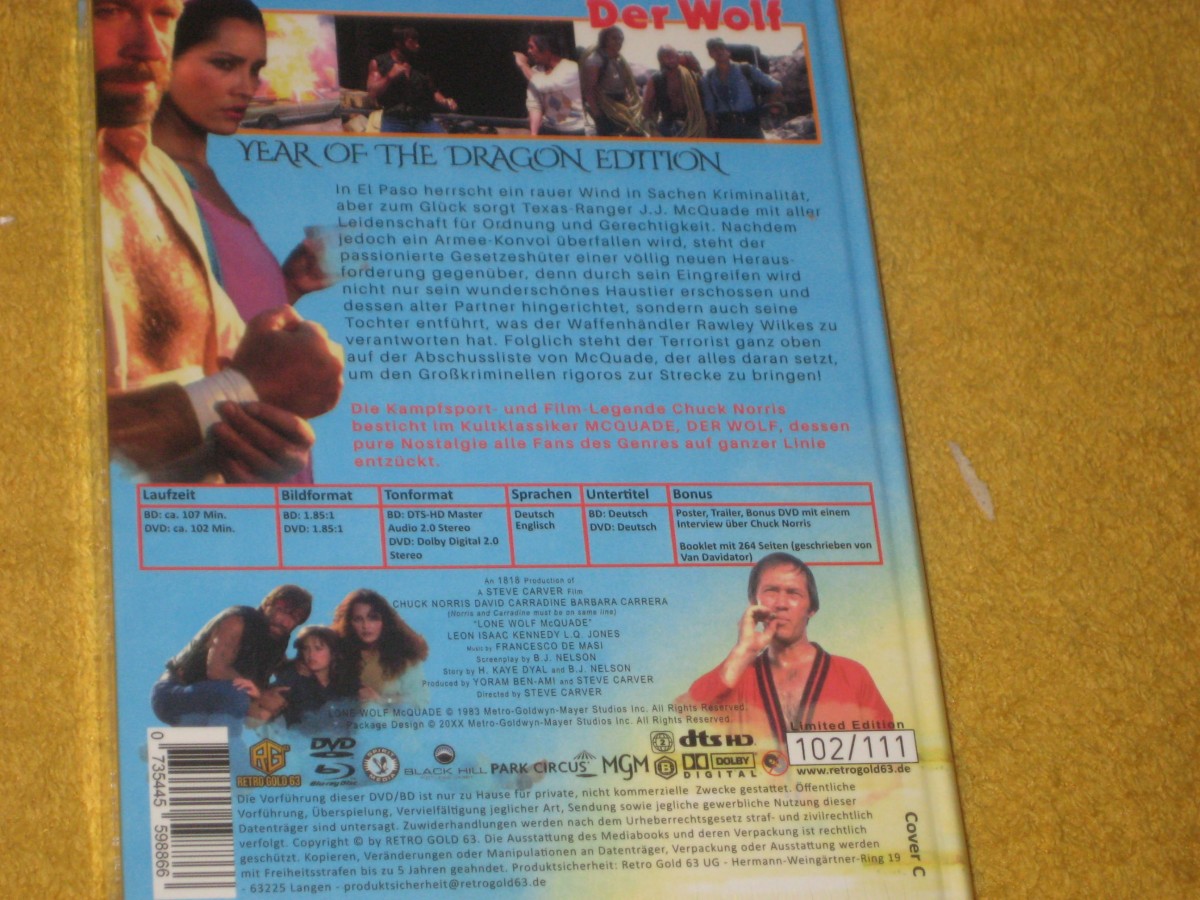 Der Wolf
YEAR OF THE DRAGON EDITION
In El Paso herrscht ein rauer Wind in Sachen Kriminalität,
aber zum Glück sorgt Texas-Ranger J.J. McQuade mit aller
Leidenschaft für Ordnung und Gerechtigkeit. Nachdem
jedoch ein Armee-Konvoi überfallen wird, steht der
passionierte Gesetzeshüter einer völlig neuen Heraus-
forderung gegenüber, denn durch sein Eingreifen wird
nicht nur sein wunderschönes Haustier erschossen und
dessen alter Partner hingerichtet, sondern auch seine
Tochter entführt, was der Waffenhändler Rawley Wilkes zu
verantworten hat. Folglich steht der Terrorist ganz oben
auf der Abschussliste von McQuade, der alles daran setzt,
um den Großkriminellen rigoros zur Strecke zu bringen!
Die Kampfsport- und Film-Legende Chuck Norris
besticht im Kultklassiker MCQUADE, DER WOLF, dessen
pure Nostalgie alle Fans des Genres auf ganzer Linie
entzückt.
Laufzeit
BD: ca. 107 Min.
DVD: ca. 102 Min.
Bildformat
BD: 1.85:1
DVD: 1.85:1
Tonformat
BD: DTS-HD Master
Audio 2.0 Stereo
DVD: Dolby Digital 2.0
Stereo
Sprachen
Deutsch
Englisch
Untertitel
BD: Deutsch
DVD: Deutsch
Bonus
Poster, Trailer, Bonus DVD mit einem
Interview über Chuck Norris
Booklet mit 264 Seiten (geschrieben von
Van Davidator)
An 1818 Production of
A STEVE CARVER Film
CHUCK NORRIS DAVID CARRADINE BARBARA CARRERA
(Norris and Carradine must be on same line)
"LONE WOLF McQUADE"
LEON ISAAC KENNEDY L.Q. JONES
Music by FRANCESCO DE MASI
Screenplay by B.J. NELSON
Story by H. KAYE DYAL and B.J. NELSON
Produced by YORAM BEN-AMI and STEVE CARVER
Directed by STEVE CARVER
LONE WOLF McQUADE © 1983 Metro-Goldwyn-Mayer Studios Inc. All Rights Reserved.
Package Design © 20XX Metro-Goldwyn-Mayer Studios Inc. All Rights Reserved.
Limited Edition
102/111
www.retrogold63.de
RG
RETRO GOLD 63
DVD
Blu-ray Disc
SPIRIT MEDIA
BLACK HILL
PARK CIRCUS
MGM
2
B
dts HD
DOLBY
DIGITAL
Cover C
0 735445 598866
Die Vorführung dieser DVD/BD ist nur zu Hause für private, nicht kommerzielle Zwecke gestattet. Öffentliche
Vorführung, Überspielung, Vervielfältigung jeglicher Art, Sendung sowie jegliche gewerbliche Nutzung dieser
Datenträger sind untersagt. Zuwiderhandlungen werden nach dem Urheberrechtsgesetz straf- und zivilrechtlich
verfolgt. Copyright © by RETRO GOLD 63. Die Ausstattung des Mediabooks und deren Verpackung ist rechtlich
geschützt. Kopieren, Veränderungen oder Manipulationen an Datenträger, Verpackung oder Ausstattung werden
mit Freiheitsstrafen bis zu 5 Jahren geahndet. Produktsicherheit: Retro Gold 63 UG - Hermann-Weingärtner-Ring 19
- 63225 Langen - produktsicherheit@retrogold63.de